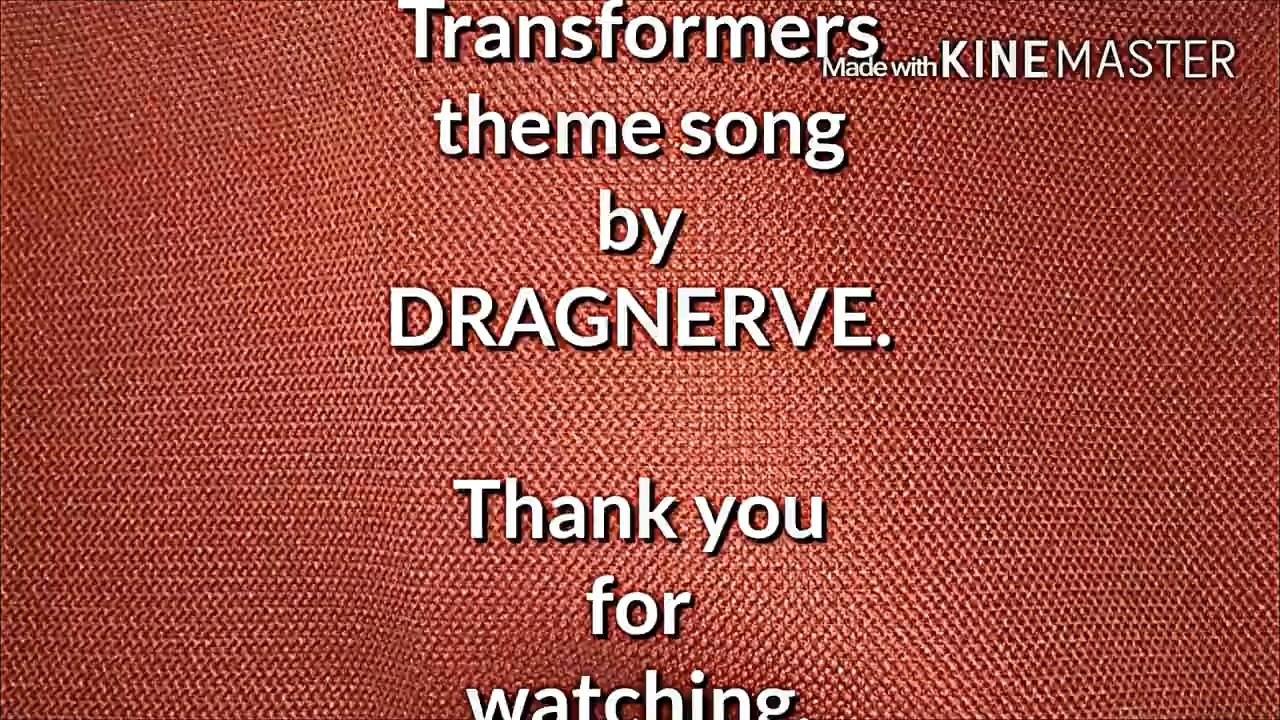 Transformers
Made with KINEMASTER
theme song
by
DRAGNERVE.
Thank you
for
watching.